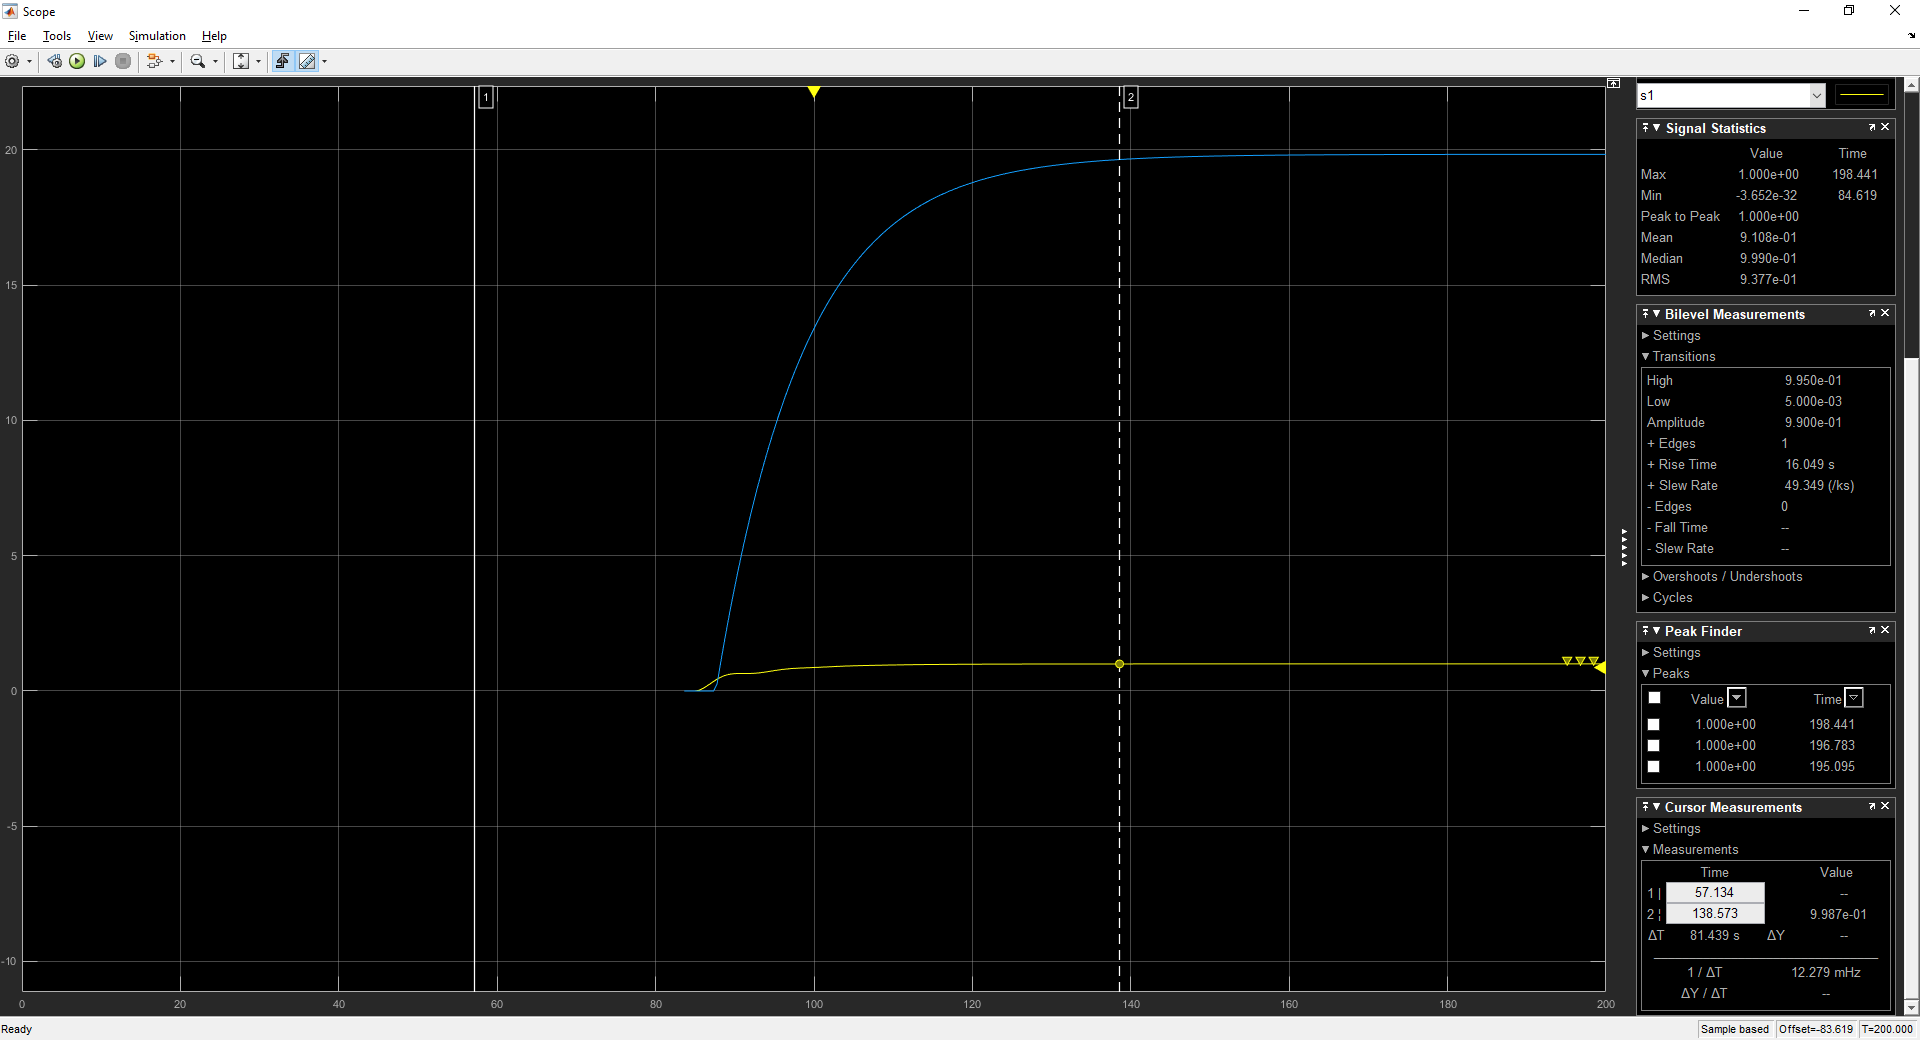 Scope
File Tools View Simulation Help
1
2
20
15
10
5
0
-5
-10
0 20 40 60 80 100 120 140 160 180 200
s1
Signal Statistics
Value Time
Max 1.000e+00 198.441
Min -3.652e-32 84.619
Peak to Peak 1.000e+00
Mean 9.108e-01
Median 9.990e-01
RMS 9.377e-01
Bilevel Measurements
Settings
Transitions
High 9.950e-01
Low 5.000e-03
Amplitude 9.900e-01
+ Edges 1
+ Rise Time 16.049 s
+ Slew Rate 49.349 (/ks)
- Edges 0
- Fall Time --
- Slew Rate --
Overshoots / Undershoots
Cycles
Peak Finder
Settings
Peaks
Value Time
1.000e+00 198.441
1.000e+00 196.783
1.000e+00 195.095
Cursor Measurements
Settings
Measurements
Time Value
1 | 57.134 --
2 ¦ 138.573 9.987e-01
ΔT 81.439 s ΔY --
1 / ΔT 12.279 mHz
ΔY / ΔT --
Ready
Sample based Offset=-83.619 T=200.000